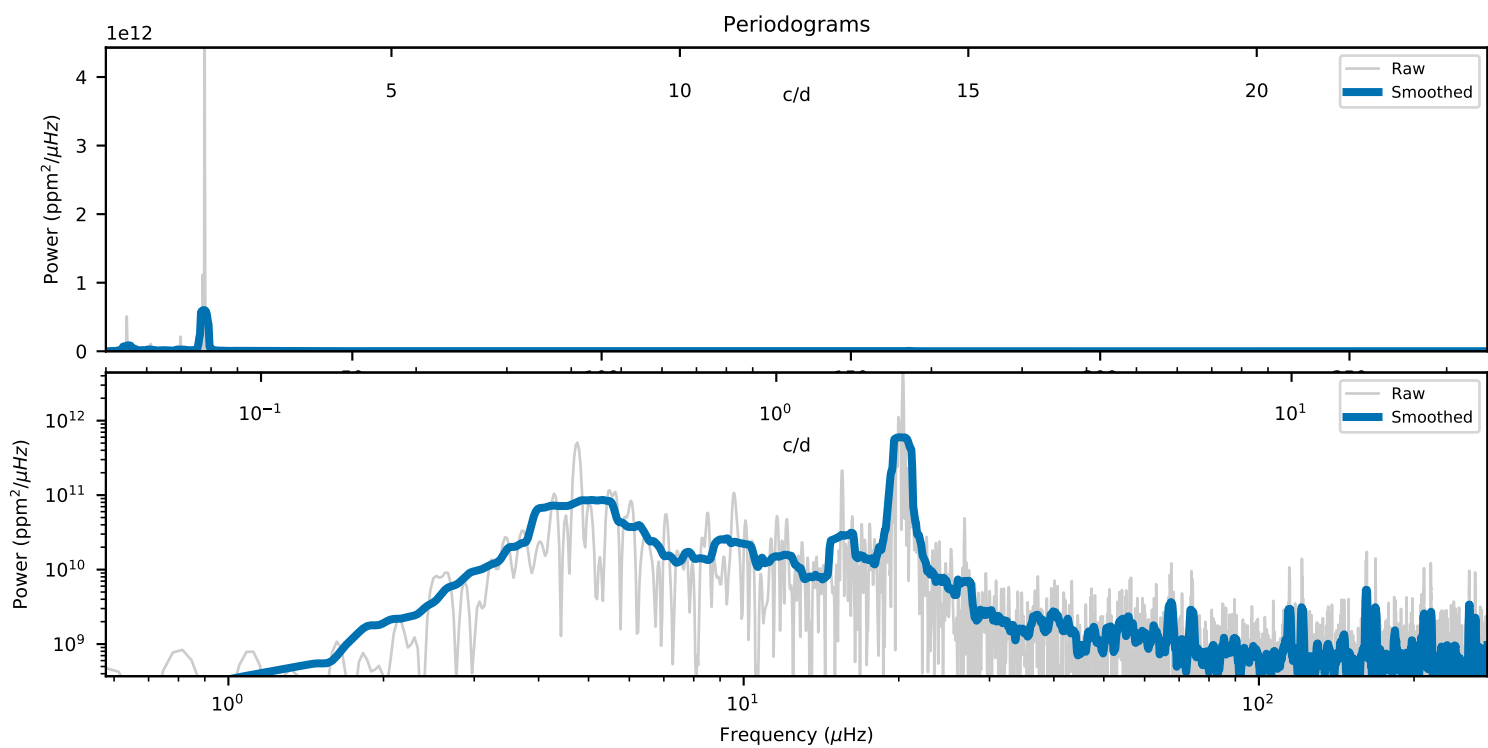 Periodograms
1e12
5 10 15 20
c/d
Raw
Smoothed
4
3
2
1
0
Power (ppm²/μHz)
10⁻¹ 10⁰ 10¹
c/d
Raw
Smoothed
10¹²
10¹¹
10¹⁰
10⁹
Power (ppm²/μHz)
10⁰ 10¹ 10²
Frequency (μHz)